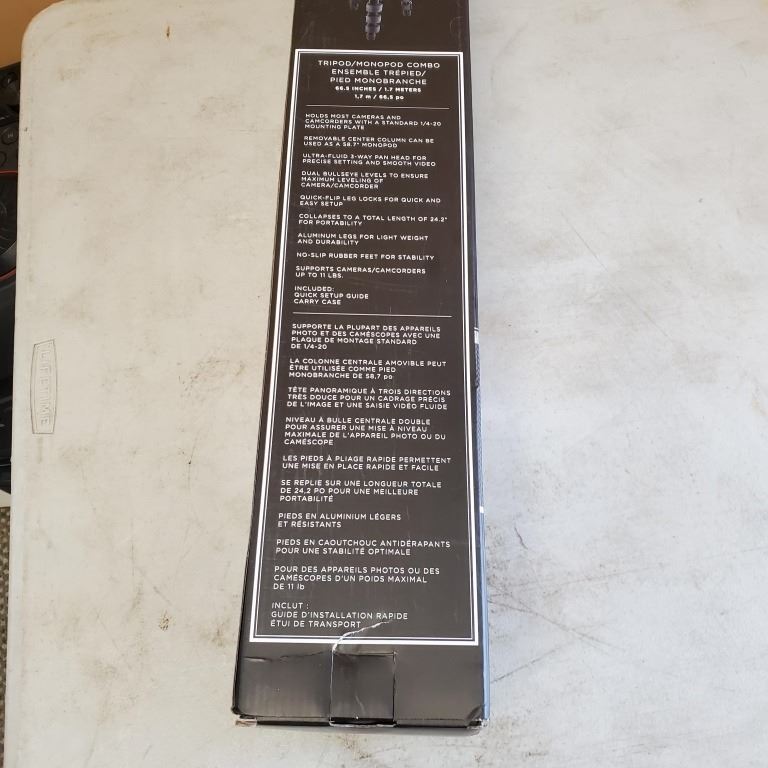 TRIPOD/MONOPOD COMBO
ENSEMBLE TRÉPIED/
PIED MONOBRANCHE
66.5 INCHES / 1.7 METERS
1,7 m / 66,5 po
HOLDS MOST CAMERAS AND
CAMCORDERS WITH A STANDARD 1/4-20
MOUNTING PLATE
REMOVABLE CENTER COLUMN CAN BE
USED AS A 58.7" MONOPOD
ULTRA-FLUID 3-WAY PAN HEAD FOR
PRECISE SETTING AND SMOOTH VIDEO
DUAL BULLSEYE LEVELS TO ENSURE
MAXIMUM LEVELING OF
CAMERA/CAMCORDER
QUICK-FLIP LEG LOCKS FOR QUICK AND
EASY SETUP
COLLAPSES TO A TOTAL LENGTH OF 24.2"
FOR PORTABILITY
ALUMINUM LEGS FOR LIGHT WEIGHT
AND DURABILITY
NO-SLIP RUBBER FEET FOR STABILITY
SUPPORTS CAMERAS/CAMCORDERS
UP TO 11 LBS.
INCLUDED:
QUICK SETUP GUIDE
CARRY CASE
SUPPORTE LA PLUPART DES APPAREILS
PHOTO ET DES CAMÉSCOPES AVEC UNE
PLAQUE DE MONTAGE STANDARD
DE 1/4-20
LA COLONNE CENTRALE AMOVIBLE PEUT
ÊTRE UTILISÉE COMME PIED
MONOBRANCHE DE 58,7 po
TÊTE PANORAMIQUE À TROIS DIRECTIONS
TRÈS DOUCE POUR UN CADRAGE PRÉCIS
DE L'IMAGE ET UNE SAISIE VIDÉO FLUIDE
NIVEAU À BULLE CENTRALE DOUBLE
POUR ASSURER UNE MISE À NIVEAU
MAXIMALE DE L'APPAREIL PHOTO OU DU
CAMÉSCOPE
LES PIEDS À PLIAGE RAPIDE PERMETTENT
UNE MISE EN PLACE RAPIDE ET FACILE
SE REPLIE SUR UNE LONGUEUR TOTALE
DE 24,2 PO POUR UNE MEILLEURE
PORTABILITÉ
PIEDS EN ALUMINIUM LÉGERS
ET RÉSISTANTS
PIEDS EN CAOUTCHOUC ANTIDÉRAPANTS
POUR UNE STABILITÉ OPTIMALE
POUR DES APPAREILS PHOTOS OU DES
CAMÉSCOPES D'UN POIDS MAXIMAL
DE 11 lb
INCLUT :
GUIDE D'INSTALLATION RAPIDE
ÉTUI DE TRANSPORT
LIFETIME